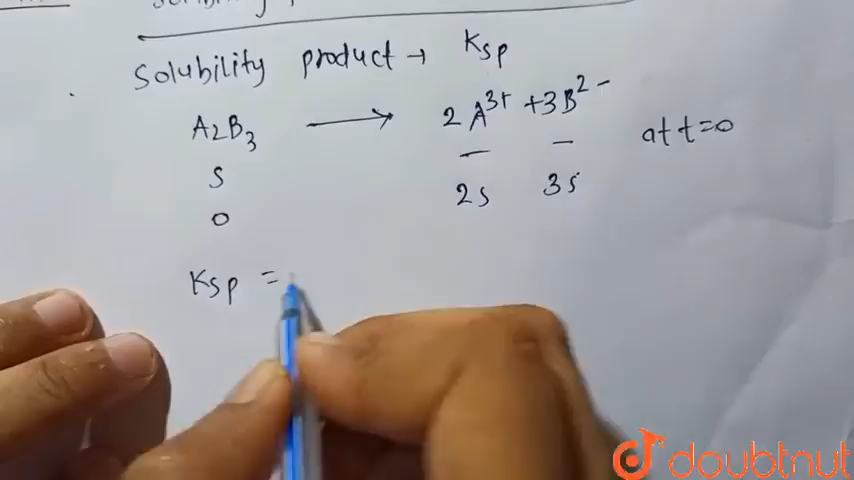 Solubility product → Ksp
A2B3 → 2A³⁺ + 3B²⁻
S — — at t=0
0 2s 3s
Ksp =
doubtnut